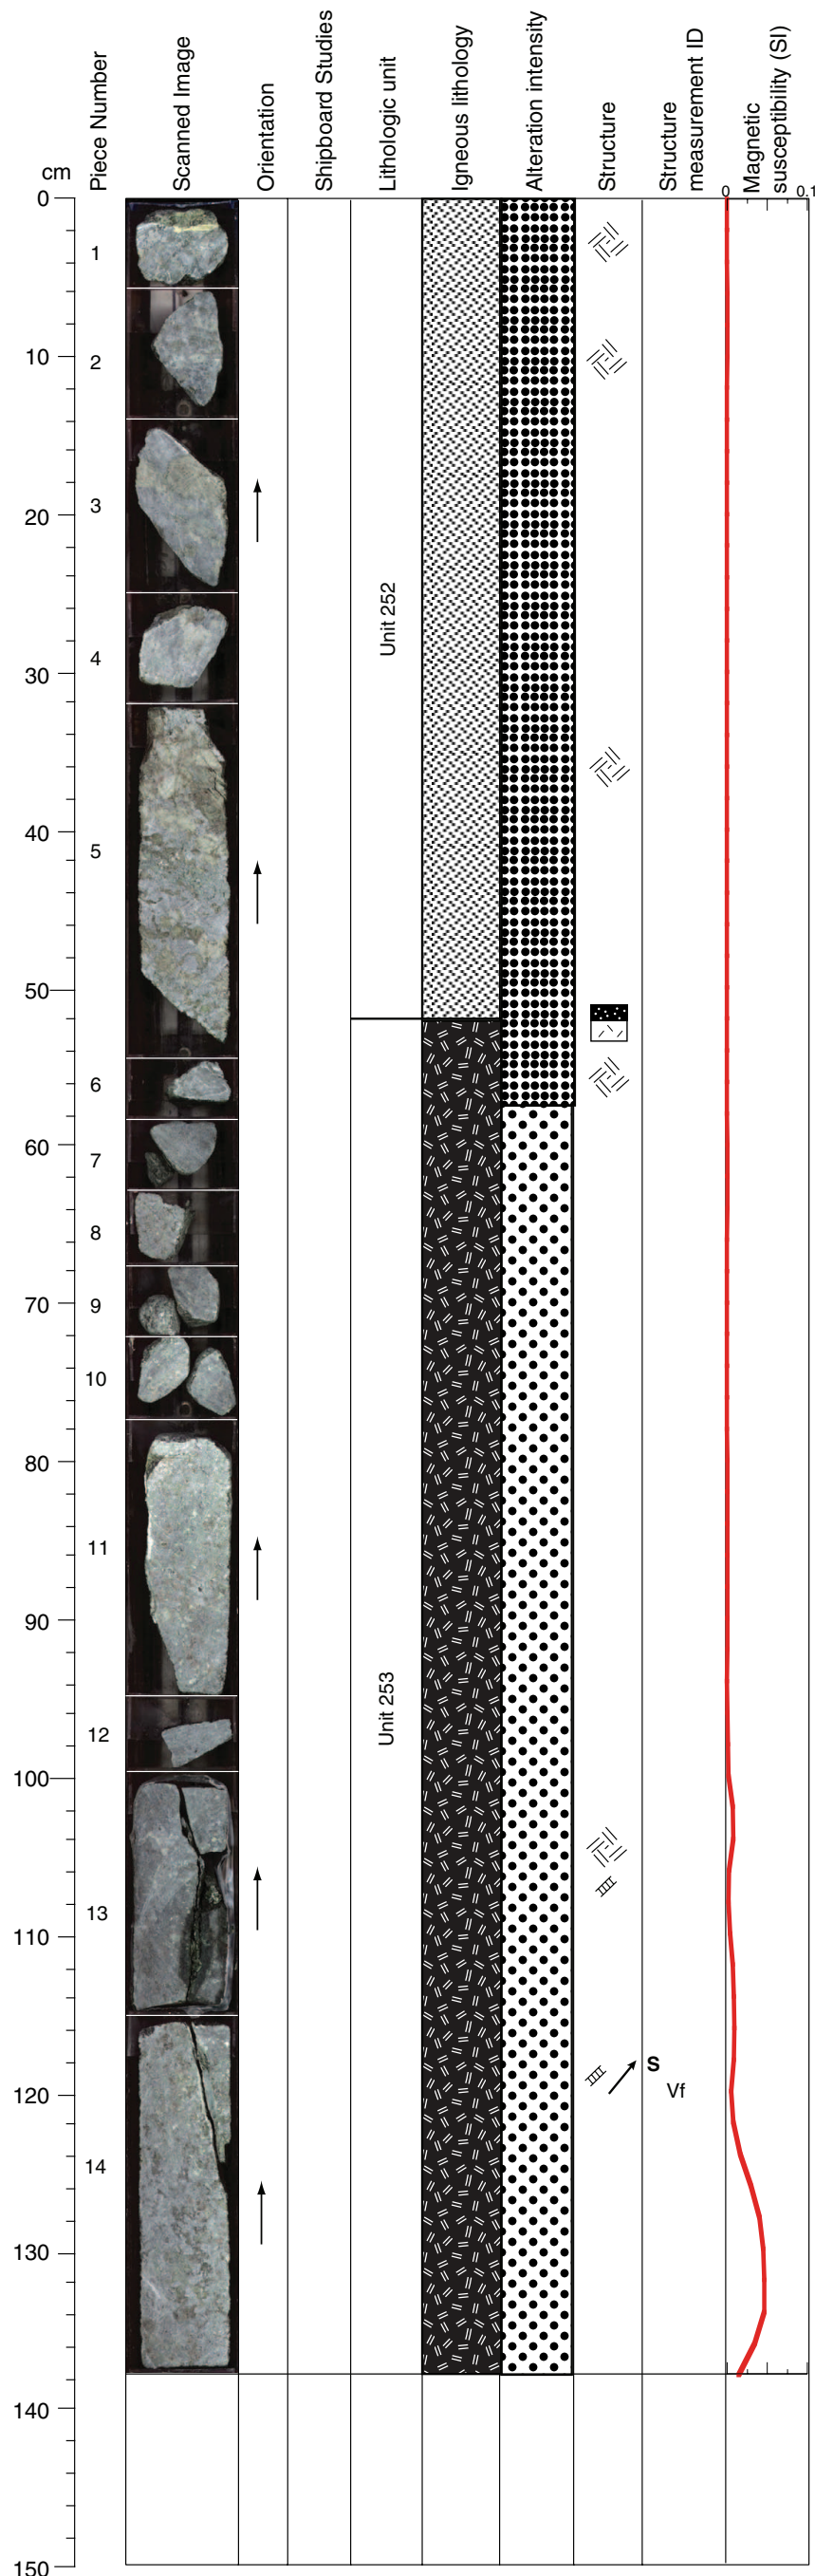 cm
Piece Number
Scanned Image
Orientation
Shipboard Studies
Lithologic unit
Igneous lithology
Alteration intensity
Structure
Structure
measurement ID
Magnetic
susceptibility (SI)
0 0.1
0
10
20
30
40
50
60
70
80
90
100
110
120
130
140
150
1
2
3
4
5
6
7
8
9
10
11
12
13
14
Unit 252
Unit 253
S
Vf